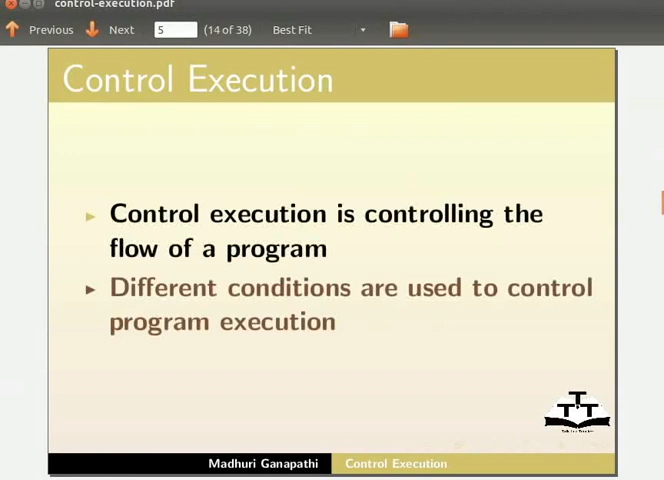 control-execution.pdf
Previous Next 5 (14 of 38) Best Fit
Control Execution
Control execution is controlling the
flow of a program
Different conditions are used to control
program execution
TTT
Madhuri Ganapathi Control Execution